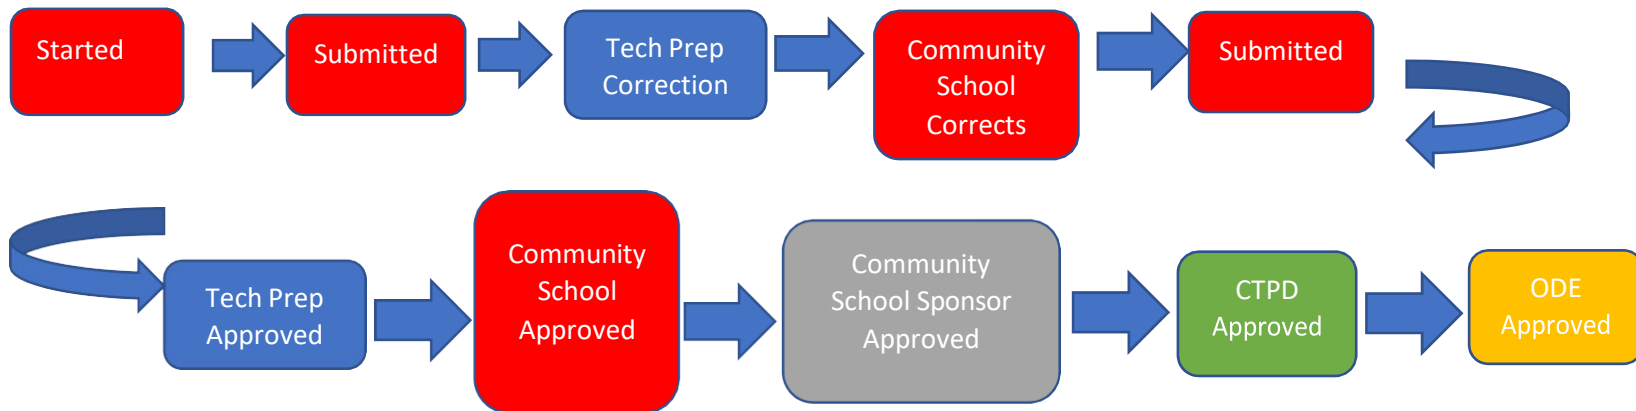 Started
Submitted
Tech Prep
Correction
Community
School
Corrects
Submitted
Tech Prep
Approved
Community
School
Approved
Community
School Sponsor
Approved
CTPD
Approved
ODE
Approved